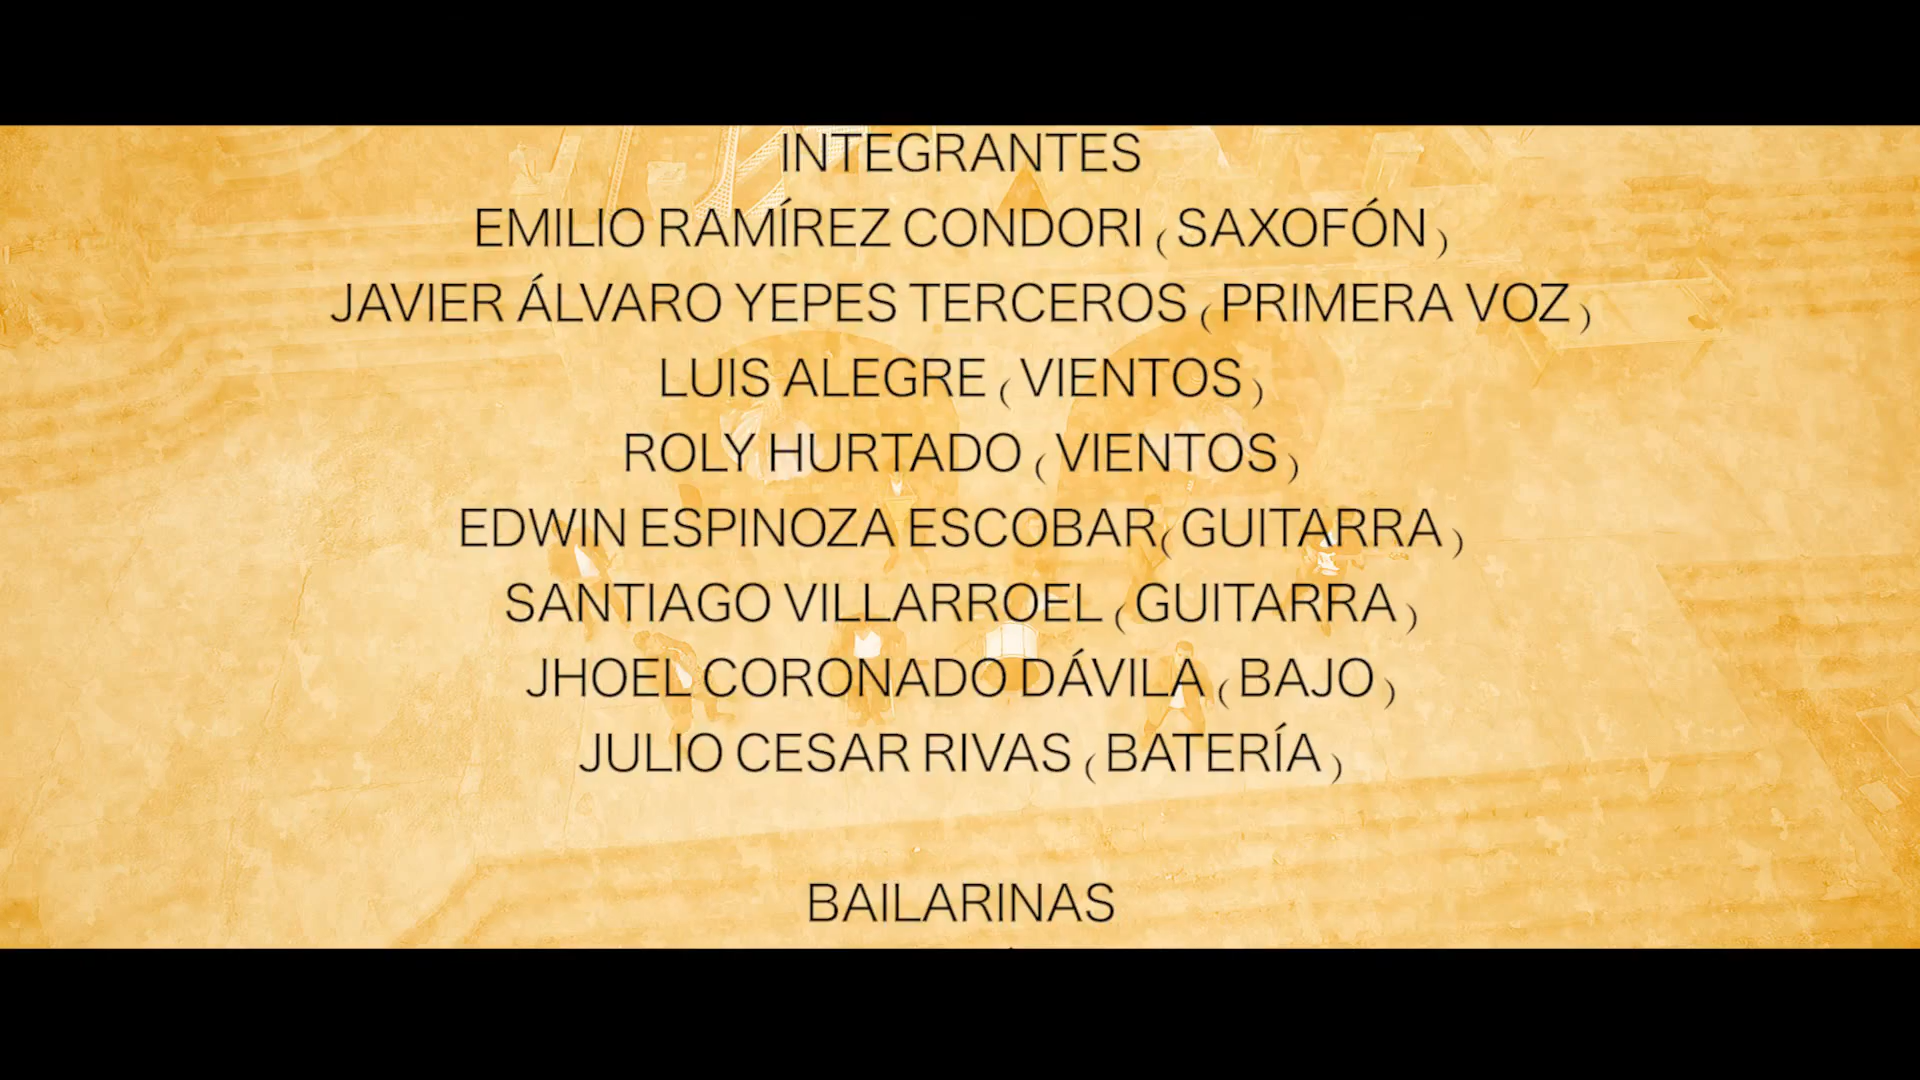 INTEGRANTES
EMILIO RAMÍREZ CONDORI ( SAXOFÓN )
JAVIER ÁLVARO YEPES TERCEROS ( PRIMERA VOZ )
LUIS ALEGRE ( VIENTOS )
ROLY HURTADO ( VIENTOS )
EDWIN ESPINOZA ESCOBAR( GUITARRA )
SANTIAGO VILLARROEL ( GUITARRA )
JHOEL CORONADO DÁVILA ( BAJO )
JULIO CESAR RIVAS ( BATERÍA )
BAILARINAS